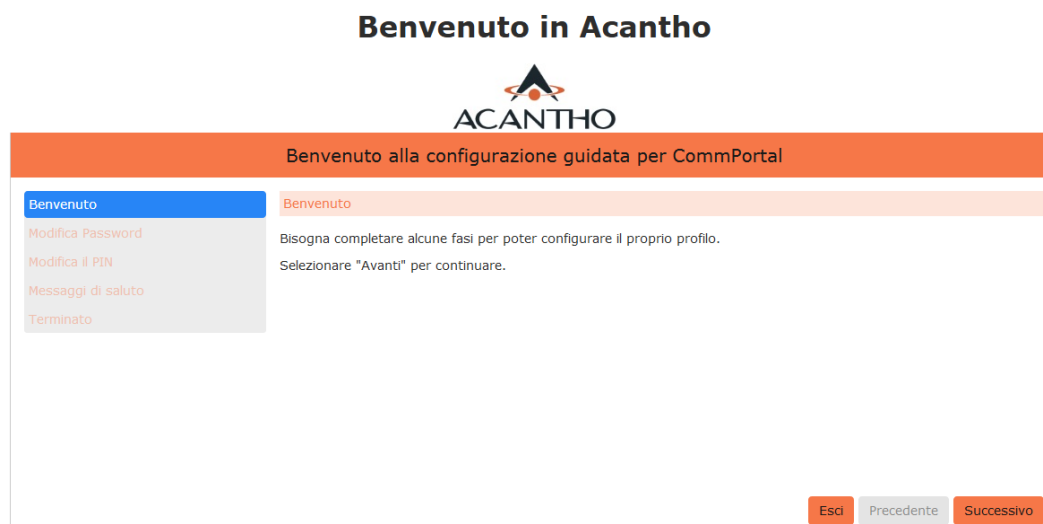 Benvenuto in Acantho
ACANTHO
Benvenuto alla configurazione guidata per CommPortal
Benvenuto
Modifica Password
Modifica il PIN
Messaggi di saluto
Terminato
Benvenuto
Bisogna completare alcune fasi per poter configurare il proprio profilo.
Selezionare "Avanti" per continuare.
Esci Precedente Successivo